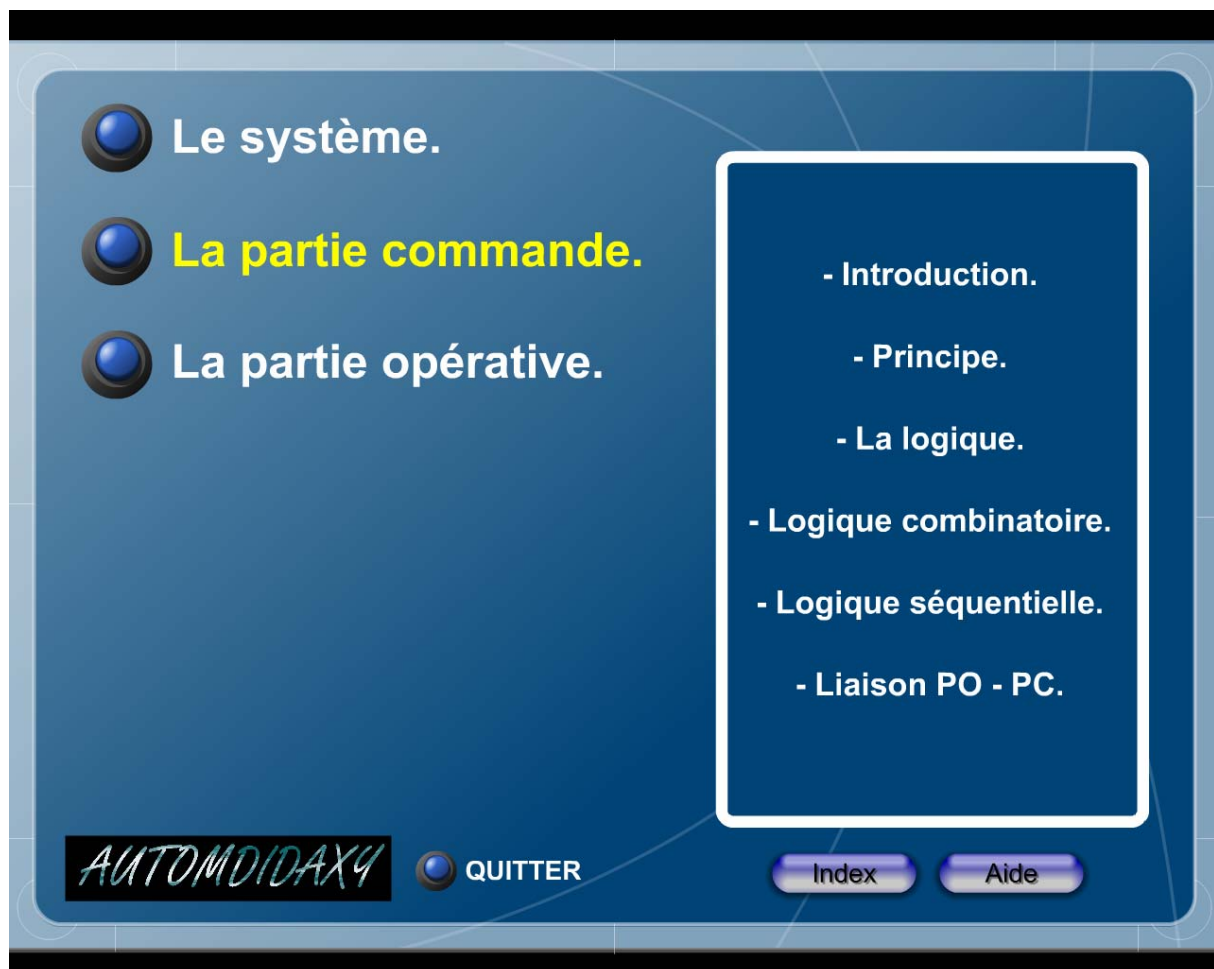 Le système.
La partie commande.
La partie opérative.
- Introduction.
- Principe.
- La logique.
- Logique combinatoire.
- Logique séquentielle.
- Liaison PO - PC.
AUTOMDIDAXY
QUITTER
Index
Aide